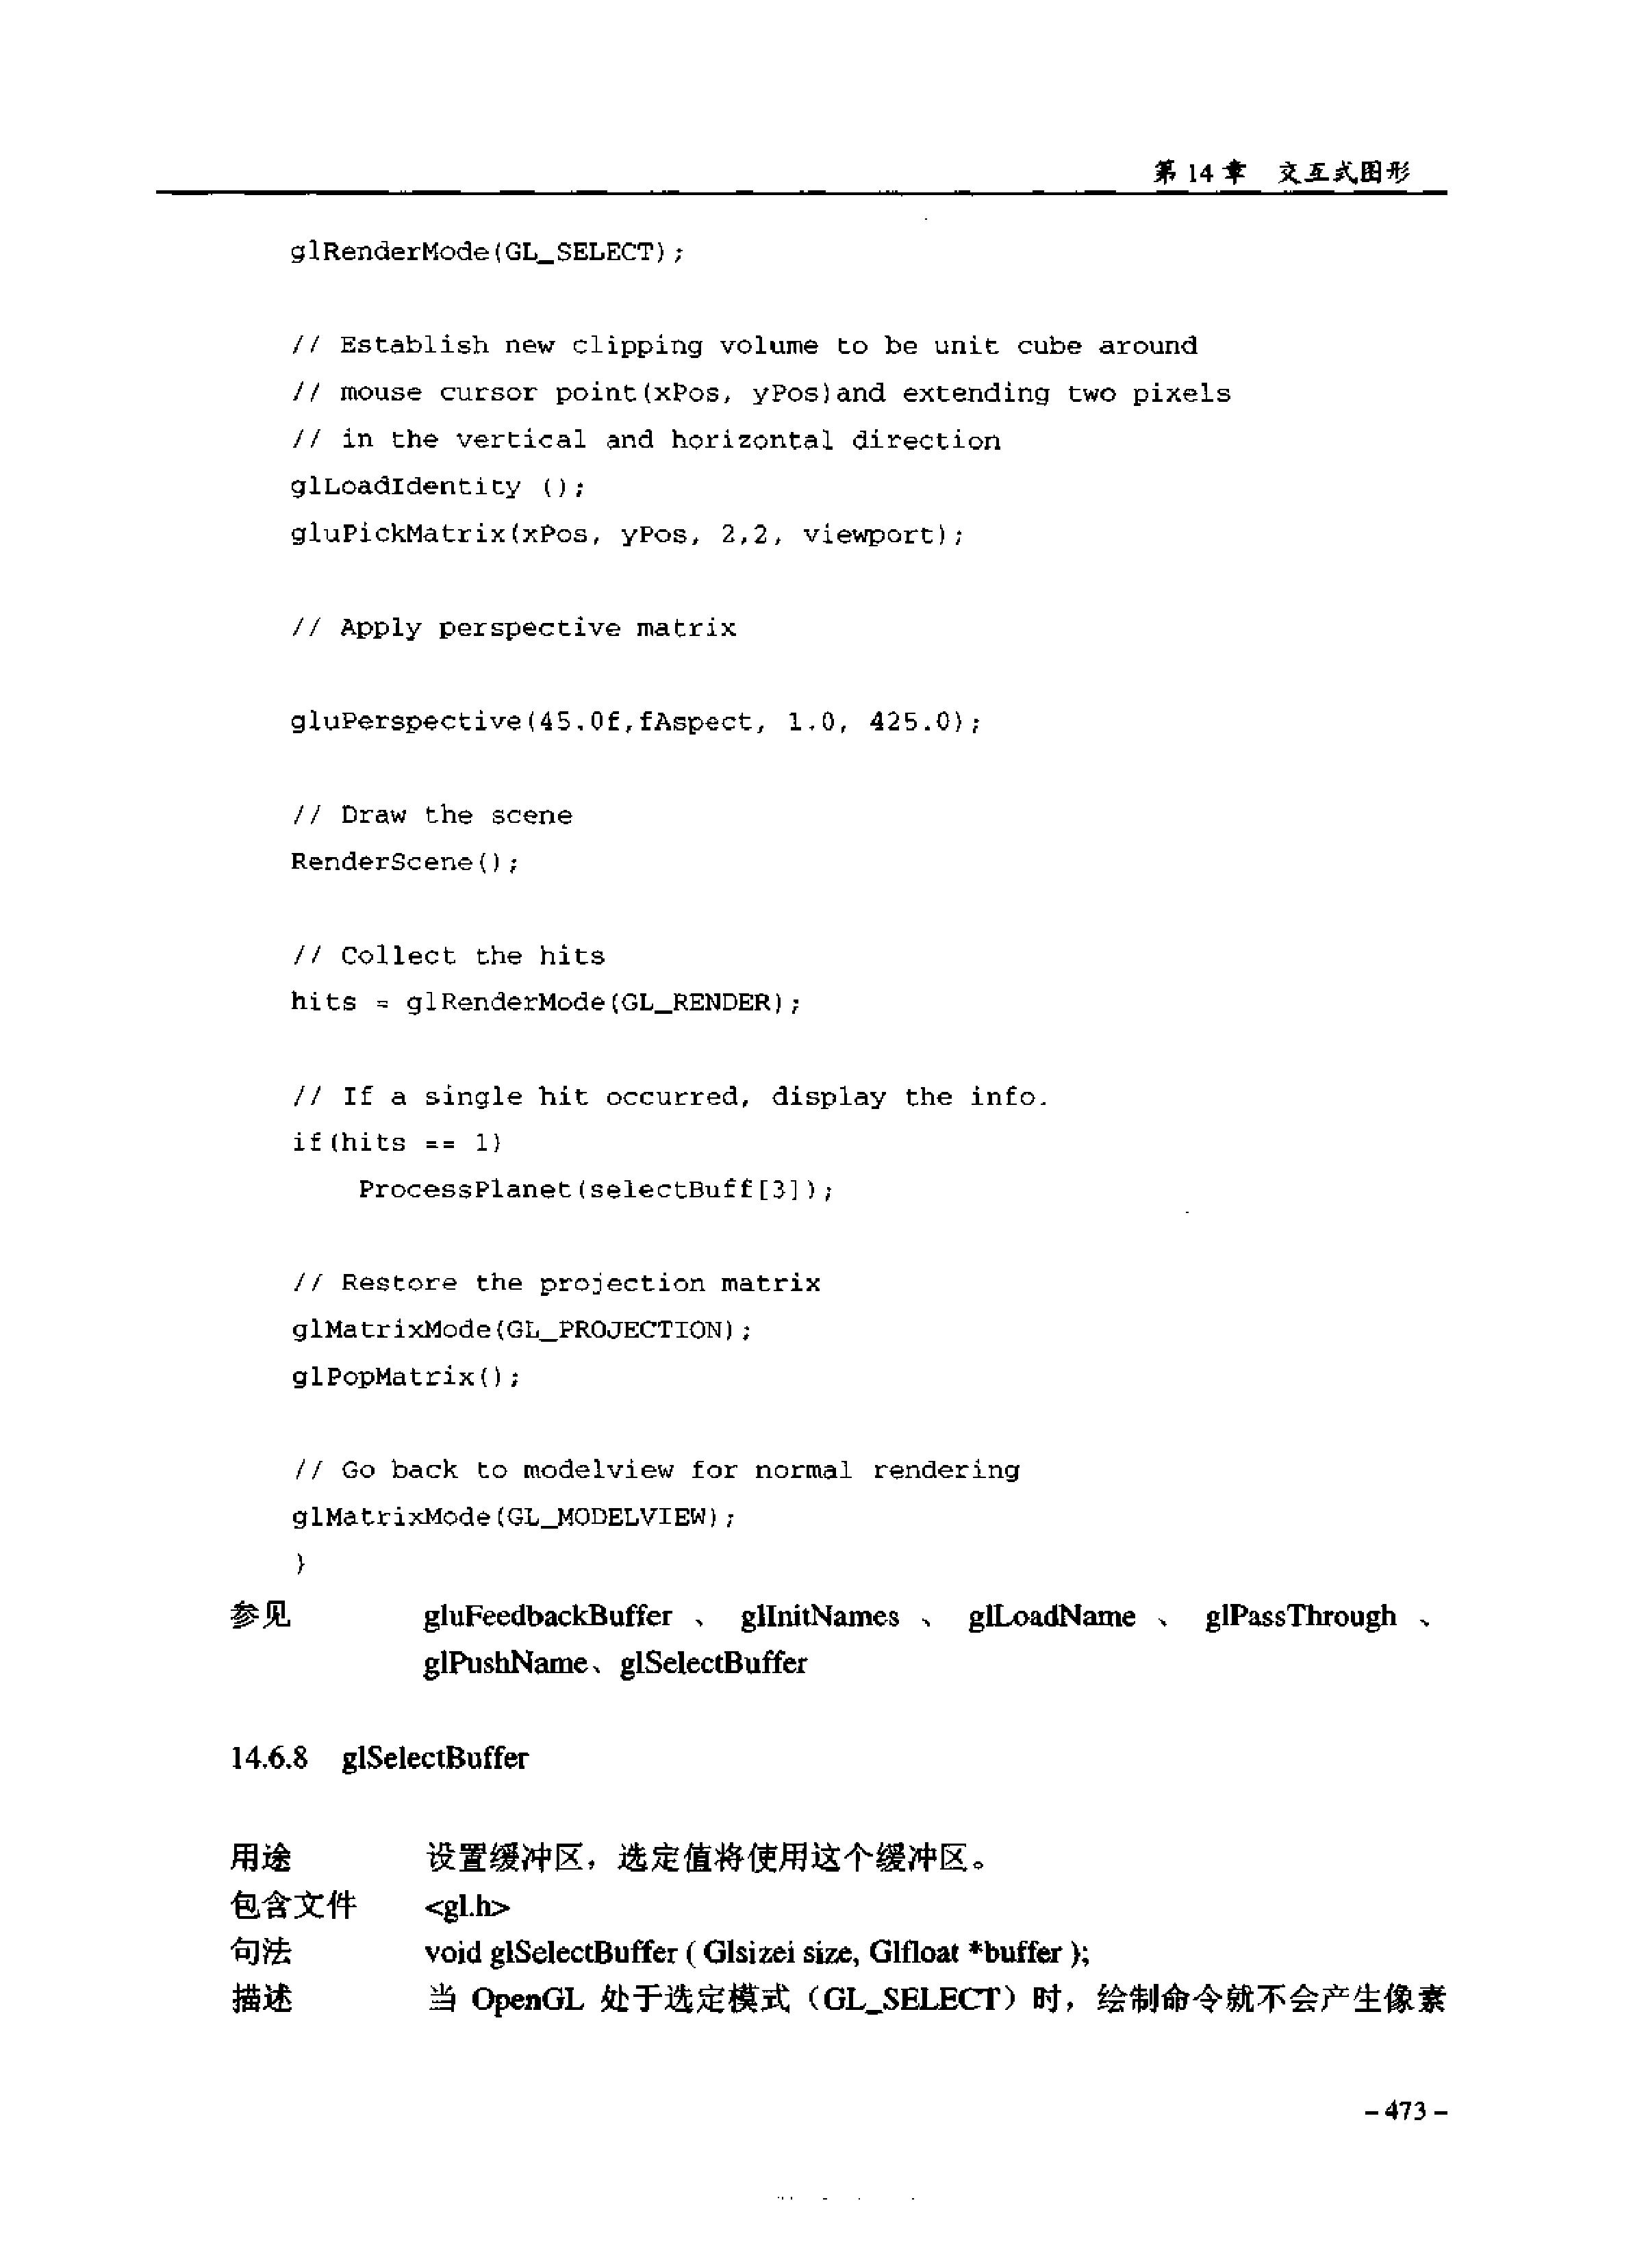 第 14 章 交互式图形
glRenderMode(GL_SELECT);
// Establish new clipping volume to be unit cube around
// mouse cursor point(xPos, yPos)and extending two pixels
// in the vertical and horizontal direction
glLoadIdentity ();
gluPickMatrix(xPos, yPos, 2,2, viewport);
// Apply perspective matrix
gluPerspective(45.0f,fAspect, 1.0, 425.0);
// Draw the scene
RenderScene();
// Collect the hits
hits = glRenderMode(GL_RENDER);
// If a single hit occurred, display the info.
if(hits == 1)
ProcessPlanet(selectBuff[3]);
// Restore the projection matrix
glMatrixMode(GL_PROJECTION);
glPopMatrix();
// Go back to modelview for normal rendering
glMatrixMode(GL_MODELVIEW);
}
参见 gluFeedbackBuffer 、 glInitNames 、 glLoadName 、 glPassThrough 、
glPushName、glSelectBuffer
14.6.8 glSelectBuffer
用途 设置缓冲区，选定值将使用这个缓冲区。
包含文件 <gl.h>
句法 void glSelectBuffer ( Glsizei size, Glfloat *buffer );
描述 当 OpenGL 处于选定模式（GL_SELECT）时，绘制命令就不会产生像素
– 473 –